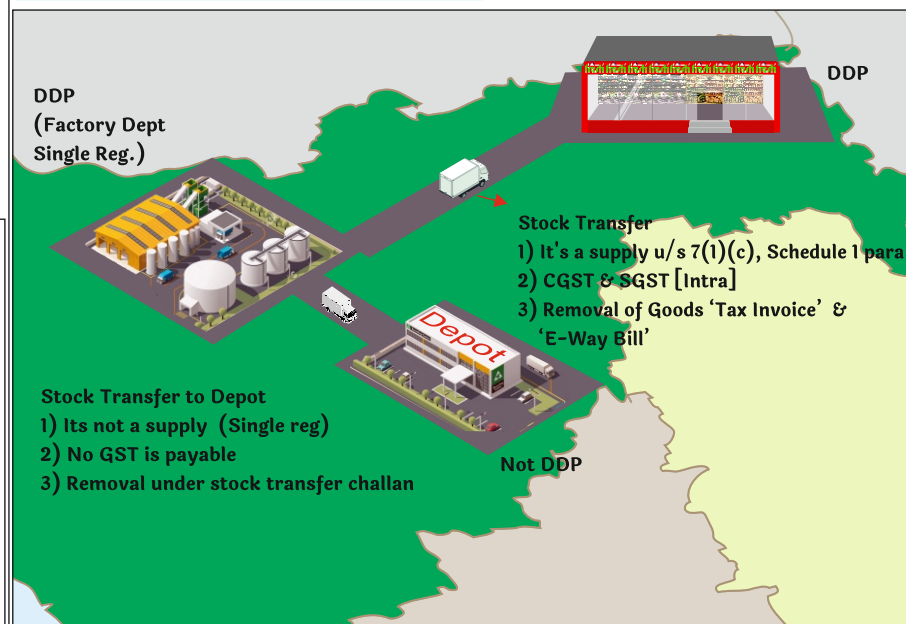 DDP
DDP
(Factory Dept
Single Reg.)
Stock Transfer
1) It's a supply u/s 7(1)(c), Schedule 1 para
2) CGST & SGST [Intra]
3) Removal of Goods ‘Tax Invoice’ &
‘E-Way Bill’
Depot
Stock Transfer to Depot
1) Its not a supply (Single reg)
2) No GST is payable
3) Removal under stock transfer challan
Not DDP